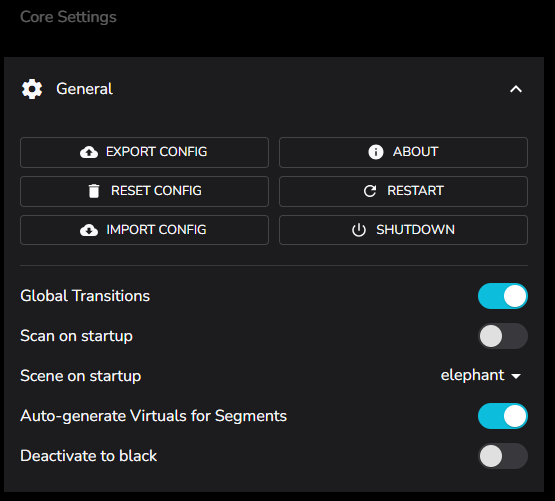 Core Settings
General
EXPORT CONFIG
ABOUT
RESET CONFIG
RESTART
IMPORT CONFIG
SHUTDOWN
Global Transitions
Scan on startup
Scene on startup
elephant
Auto-generate Virtuals for Segments
Deactivate to black